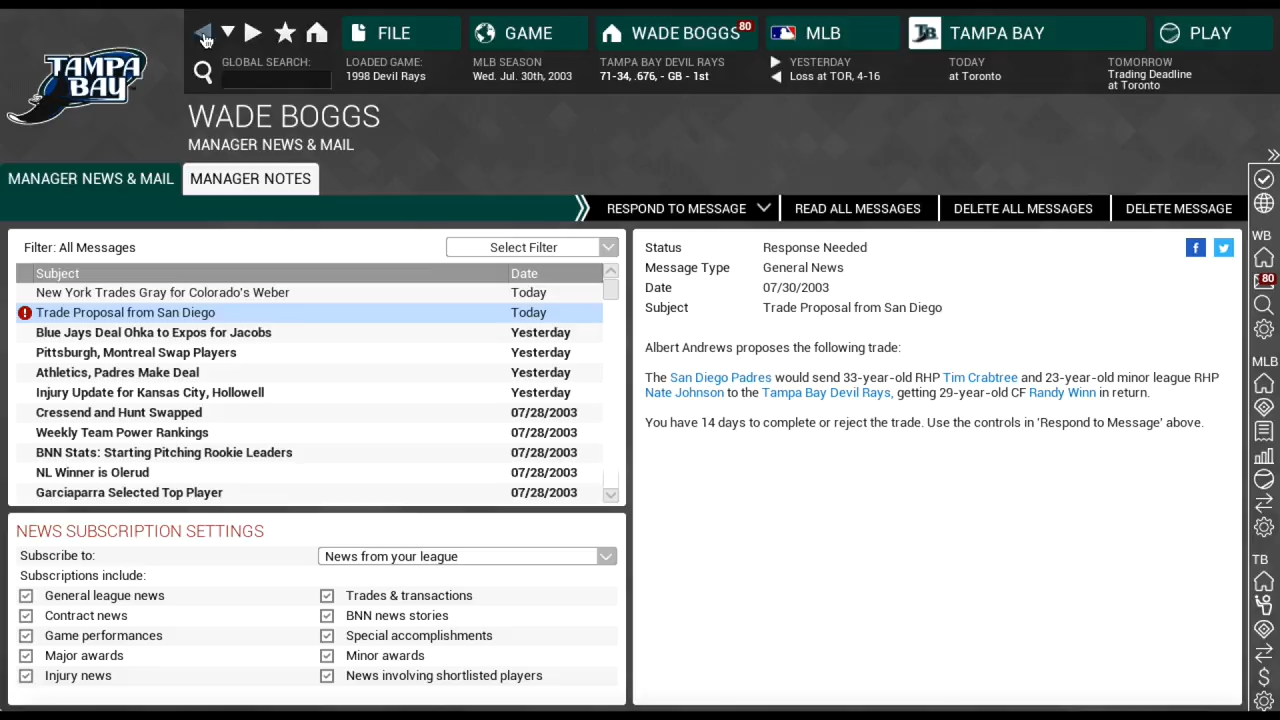 TAMPA BAY
FILE
GAME
WADE BOGGS 80
MLB
TB TAMPA BAY
PLAY
GLOBAL SEARCH:
LOADED GAME:
1998 Devil Rays
MLB SEASON
Wed. Jul. 30th, 2003
TAMPA BAY DEVIL RAYS
71-34, .676, - GB - 1st
YESTERDAY
Loss at TOR, 4-16
TODAY
at Toronto
TOMORROW
Trading Deadline
at Toronto
WADE BOGGS
MANAGER NEWS & MAIL
MANAGER NEWS & MAIL
MANAGER NOTES
RESPOND TO MESSAGE
READ ALL MESSAGES
DELETE ALL MESSAGES
DELETE MESSAGE
Filter: All Messages
Select Filter
Subject Date
New York Trades Gray for Colorado's Weber Today
Trade Proposal from San Diego Today
Blue Jays Deal Ohka to Expos for Jacobs Yesterday
Pittsburgh, Montreal Swap Players Yesterday
Athletics, Padres Make Deal Yesterday
Injury Update for Kansas City, Hollowell Yesterday
Cressend and Hunt Swapped 07/28/2003
Weekly Team Power Rankings 07/28/2003
BNN Stats: Starting Pitching Rookie Leaders 07/28/2003
NL Winner is Olerud 07/28/2003
Garciaparra Selected Top Player 07/28/2003
NEWS SUBSCRIPTION SETTINGS
Subscribe to: News from your league
Subscriptions include:
General league news Trades & transactions
Contract news BNN news stories
Game performances Special accomplishments
Major awards Minor awards
Injury news News involving shortlisted players
Status Response Needed
Message Type General News
Date 07/30/2003
Subject Trade Proposal from San Diego
Albert Andrews proposes the following trade:
The San Diego Padres would send 33-year-old RHP Tim Crabtree and 23-year-old minor league RHP
Nate Johnson to the Tampa Bay Devil Rays, getting 29-year-old CF Randy Winn in return.
You have 14 days to complete or reject the trade. Use the controls in 'Respond to Message' above.
WB
80
MLB
TB